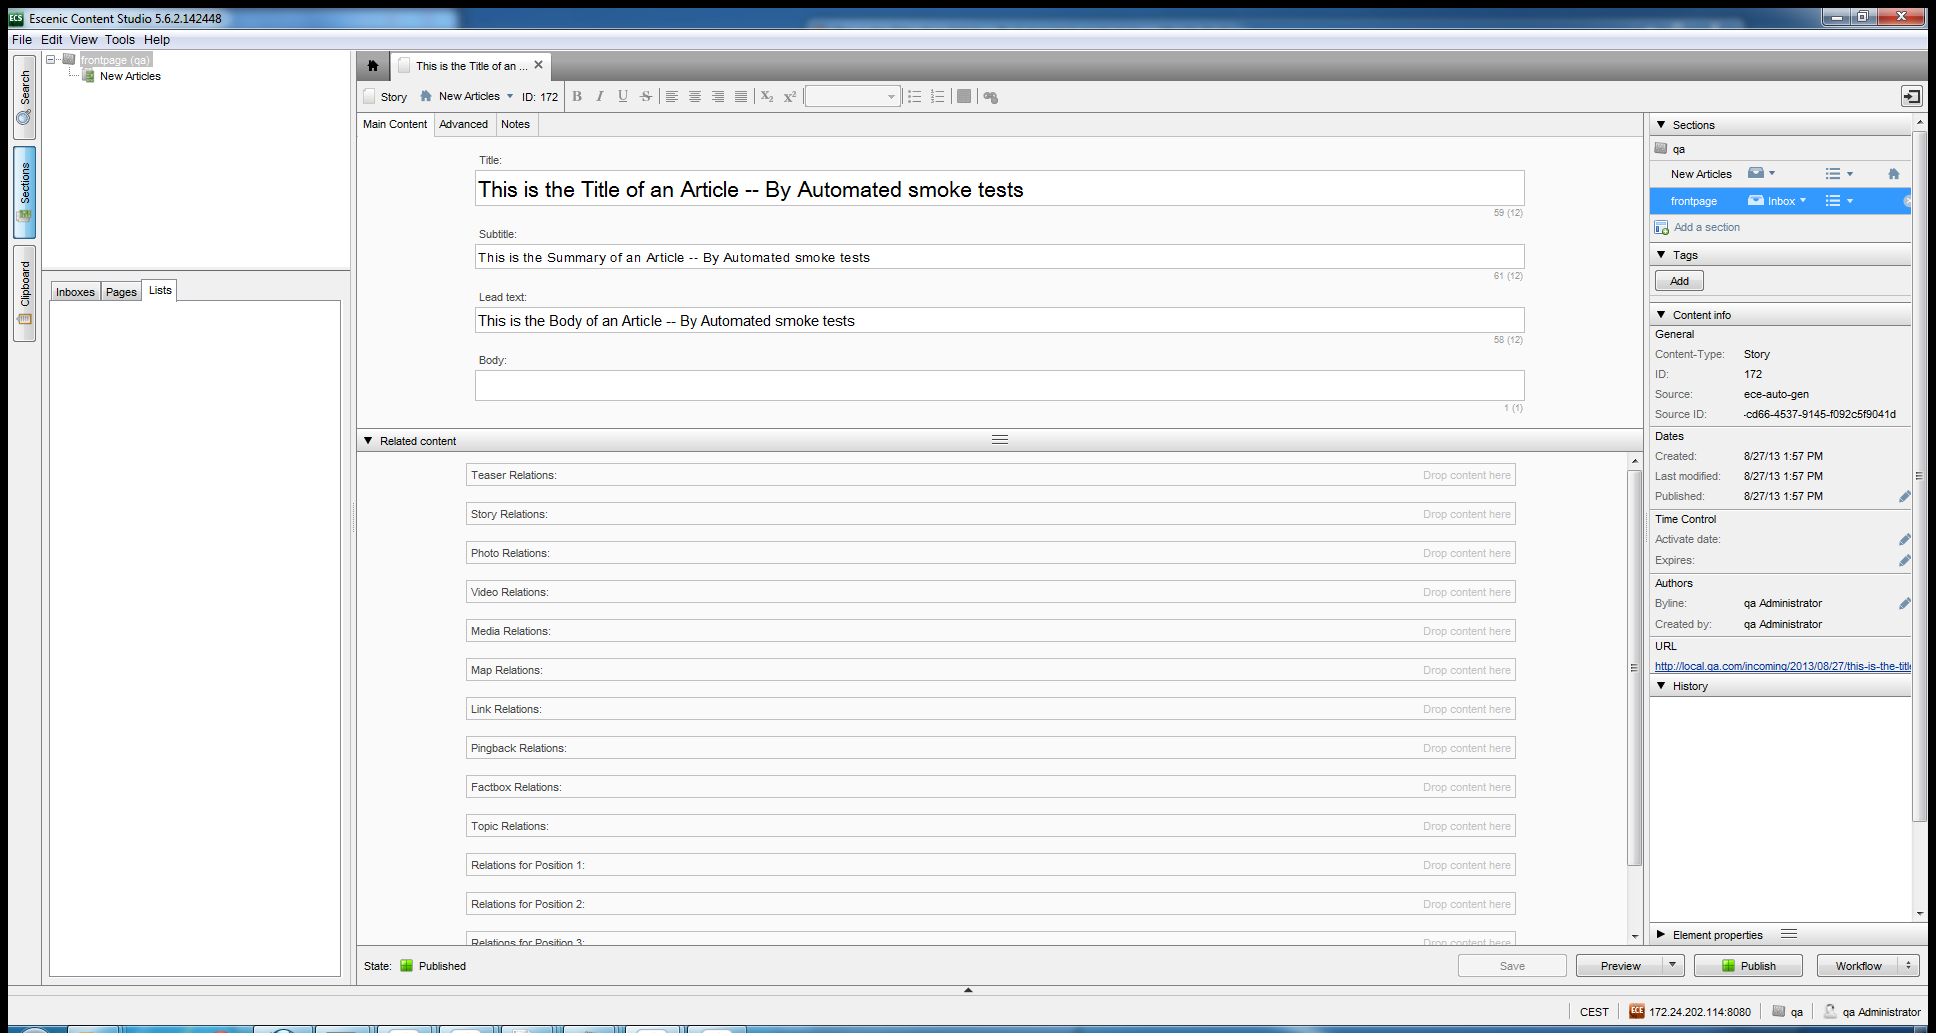 Escenic Content Studio 5.6.2.142448
File Edit View Tools Help
Search
Sections
Clipboard
frontpage (qa)
New Articles
Inboxes Pages Lists
This is the Title of an ...
Story New Articles ID: 172 B I U S X2 X2
Main Content Advanced Notes
Title:
This is the Title of an Article -- By Automated smoke tests
59 (12)
Subtitle:
This is the Summary of an Article -- By Automated smoke tests
61 (12)
Lead text:
This is the Body of an Article -- By Automated smoke tests
58 (12)
Body:
1 (1)
Related content
Teaser Relations: Drop content here
Story Relations: Drop content here
Photo Relations: Drop content here
Video Relations: Drop content here
Media Relations: Drop content here
Map Relations: Drop content here
Link Relations: Drop content here
Pingback Relations: Drop content here
Factbox Relations: Drop content here
Topic Relations: Drop content here
Relations for Position 1: Drop content here
Relations for Position 2: Drop content here
Relations for Position 3: Drop content here
State: Published
Save Preview Publish Workflow
Sections
qa
New Articles
frontpage Inbox
Add a section
Tags
Add
Content info
General
Content-Type: Story
ID: 172
Source: ece-auto-gen
Source ID: -cd66-4537-9145-f092c5f9041d
Dates
Created: 8/27/13 1:57 PM
Last modified: 8/27/13 1:57 PM
Published: 8/27/13 1:57 PM
Time Control
Activate date:
Expires:
Authors
Byline: qa Administrator
Created by: qa Administrator
URL
http://local.qa.com/incoming/2013/08/27/this-is-the-titl
History
Element properties
CEST ECE 172.24.202.114:8080 qa qa Administrator